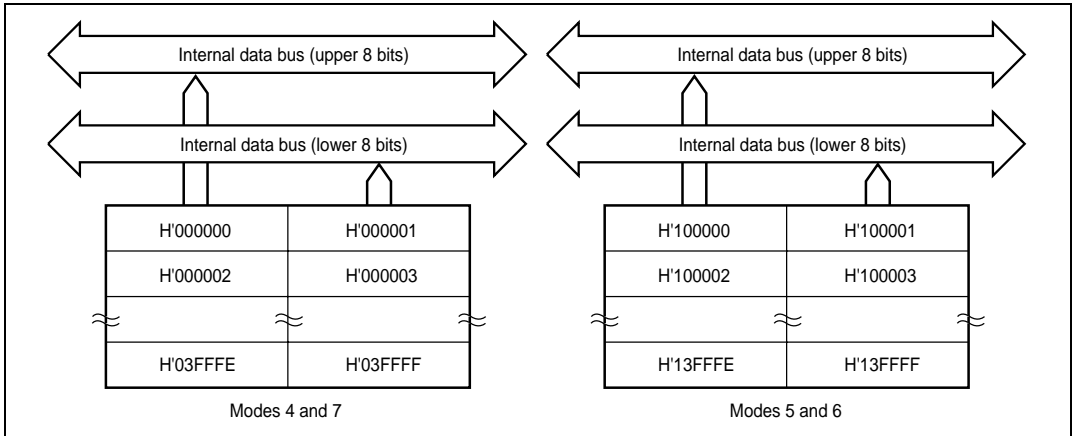 Internal data bus (upper 8 bits)
Internal data bus (lower 8 bits)
H'000000 H'000001
H'000002 H'000003
H'03FFFE H'03FFFF
Modes 4 and 7
Internal data bus (upper 8 bits)
Internal data bus (lower 8 bits)
H'100000 H'100001
H'100002 H'100003
H'13FFFE H'13FFFF
Modes 5 and 6